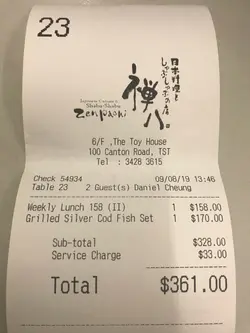 23
日本料理と
しゃぶしゃぶの店
禅八。
Japanese Cuisine &
Shabu-Shabu
Zenpachi
6/F ,The Toy House
100 Canton Road, TST
Tel : 3428 3615
Check 54934 09/08/19 13:46
Table 23 2 Guest(s) Daniel Cheung
Weekly Lunch 158 (II) 1 $158.00
Grilled Silver Cod Fish Set 1 $170.00
Sub-total $328.00
Service Charge $33.00
Total $361.00